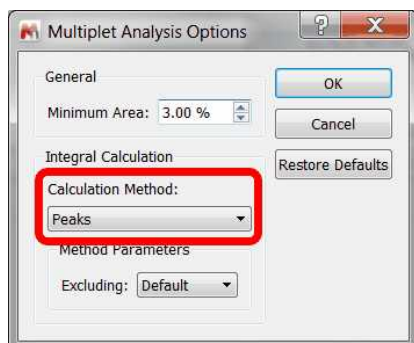 Multiplet Analysis Options
General
Minimum Area: 3.00 %
OK
Cancel
Restore Defaults
Integral Calculation
Calculation Method:
Peaks
Method Parameters
Excluding: Default